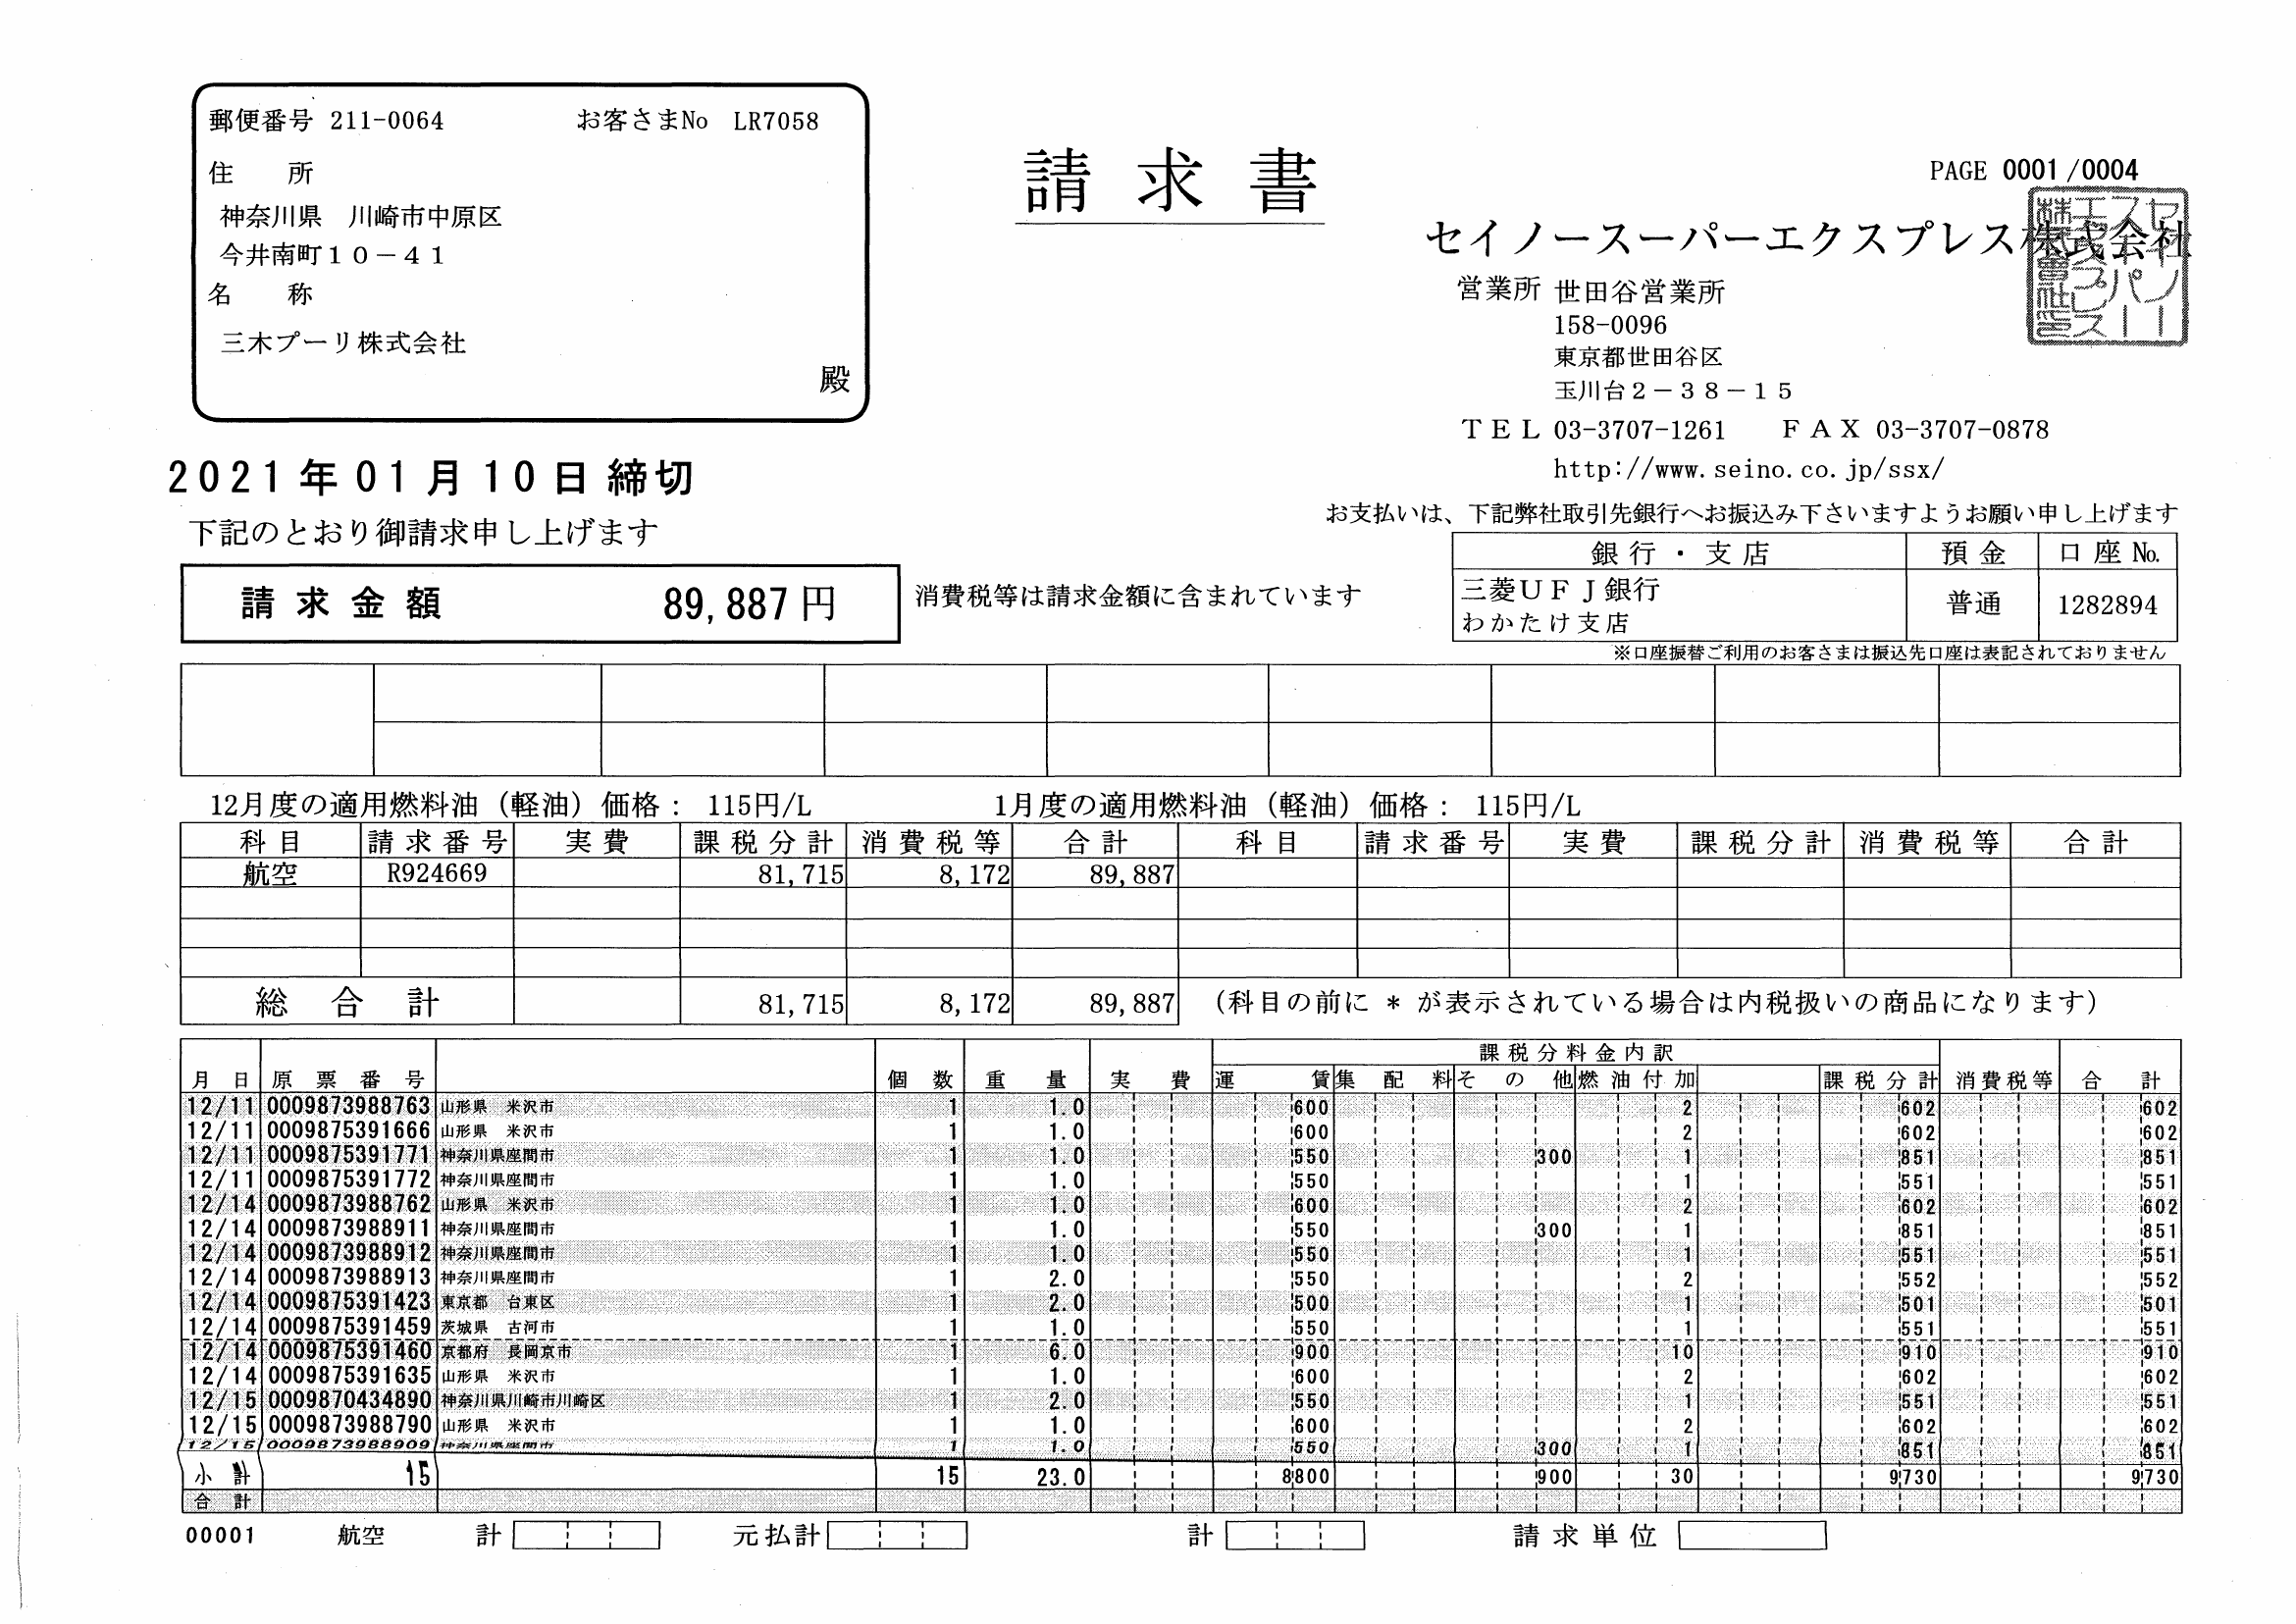 郵便番号 211-0064 お客さまNo LR7058
住 所
神奈川県 川崎市中原区
今井南町１０－４１
名 称
三木プーリ株式会社
殿
請求書
PAGE 0001/0004
セイノースーパーエクスプレス株式会社
営業所 世田谷営業所
158-0096
東京都世田谷区
玉川台２－３８－１５
ＴＥＬ 03-3707-1261 ＦＡＸ 03-3707-0878
http://www.seino.co.jp/ssx/
2021年01月10日締切
下記のとおり御請求申し上げます
お支払いは、下記弊社取引先銀行へお振込み下さいますようお願い申し上げます
銀行・支店 預金 口座No.
三菱ＵＦＪ銀行
わかたけ支店
普通 1282894
請求金額 89,887円
消費税等は請求金額に含まれています
※口座振替ご利用のお客さまは振込先口座は表記されておりません
12月度の適用燃料油（軽油）価格： 115円/L 1月度の適用燃料油（軽油）価格： 115円/L
科目 請求番号 実費 課税分計 消費税等 合計 科目 請求番号 実費 課税分計 消費税等 合計
航空 R924669 81,715 8,172 89,887
総合計 81,715 8,172 89,887 （科目の前に * が表示されている場合は内税扱いの商品になります）
課税分料金内訳
月日 原票番号 個数 重量 実費 運賃 集配料 その他 燃油付加 課税分計 消費税等 合計
12/11 0009873988763 山形県 米沢市 1 1.0 600 2 602 602
12/11 0009875391666 山形県 米沢市 1 1.0 600 2 602 602
12/11 0009875391771 神奈川県座間市 1 1.0 550 300 1 851 851
12/11 0009875391772 神奈川県座間市 1 1.0 550 1 551 551
12/14 0009873988762 山形県 米沢市 1 1.0 600 2 602 602
12/14 0009873988911 神奈川県座間市 1 1.0 550 300 1 851 851
12/14 0009873988912 神奈川県座間市 1 1.0 550 1 551 551
12/14 0009873988913 神奈川県座間市 1 2.0 550 2 552 552
12/14 0009875391423 東京都 台東区 1 2.0 500 1 501 501
12/14 0009875391459 茨城県 古河市 1 1.0 550 1 551 551
12/14 0009875391460 京都府 長岡京市 1 6.0 900 10 910 910
12/14 0009875391635 山形県 米沢市 1 1.0 600 2 602 602
12/15 0009870434890 神奈川県川崎市川崎区 1 2.0 550 1 551 551
12/15 0009873988790 山形県 米沢市 1 1.0 600 2 602 602
12/15 0009873988909 神奈川県座間市 1 1.0 550 300 1 851 851
小計 15 15 23.0 8800 900 30 9730 9730
合計
00001 航空 計 元払計 計 請求単位